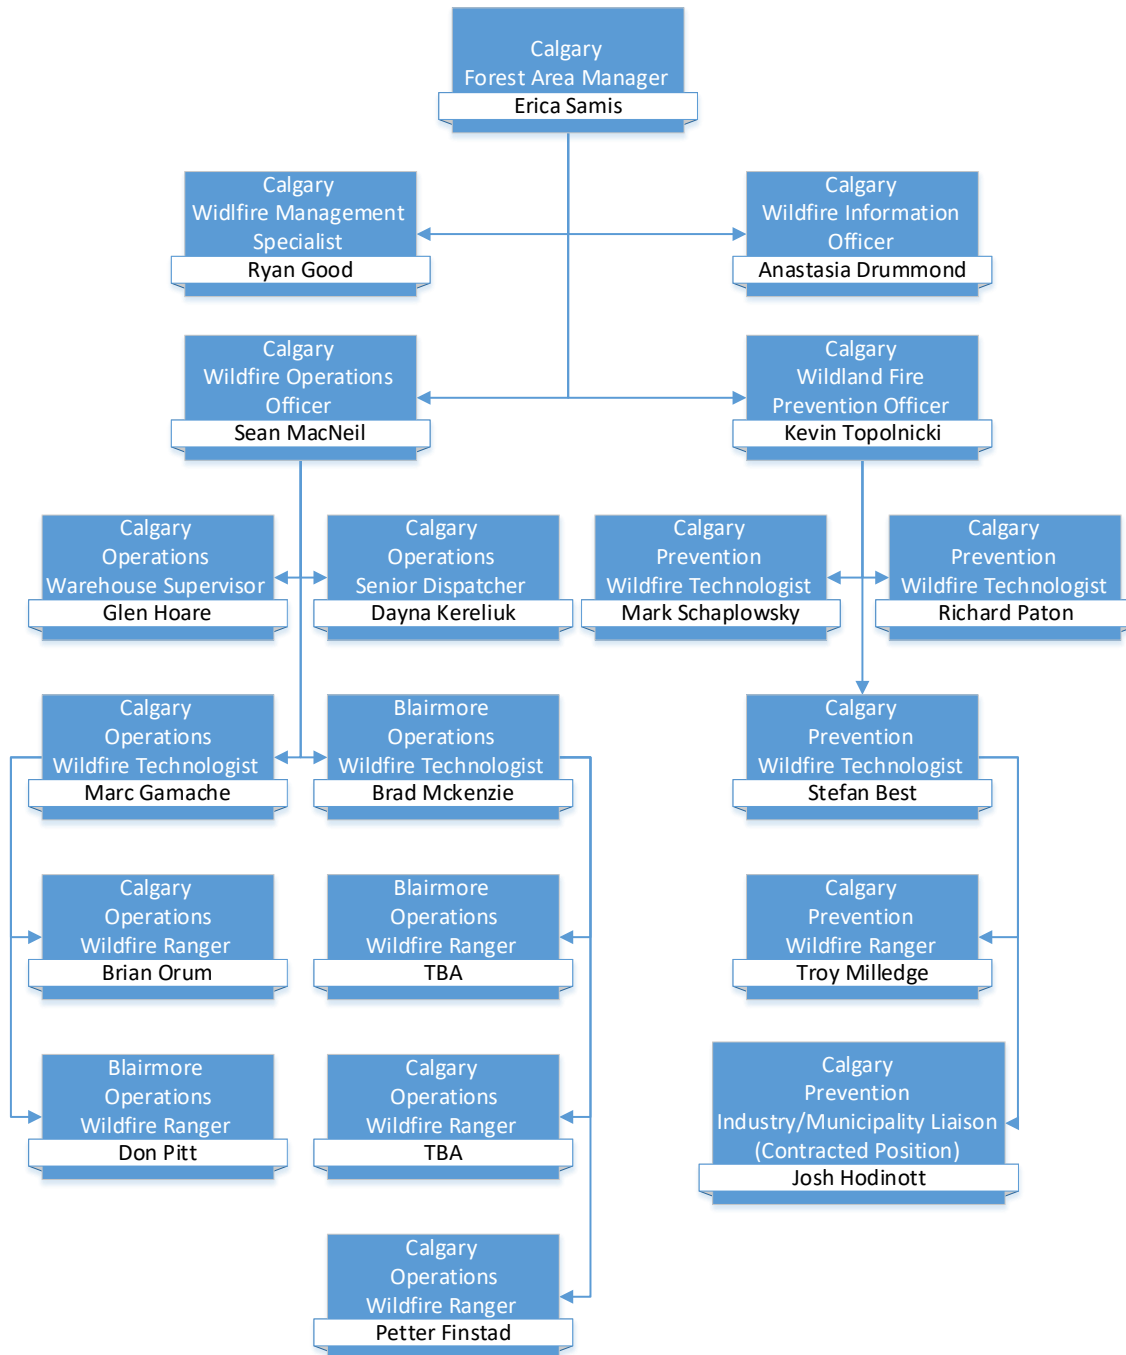 Calgary
Forest Area Manager
Erica Samis
Calgary
Widlfire Management
Specialist
Ryan Good
Calgary
Wildfire Information
Officer
Anastasia Drummond
Calgary
Wildfire Operations
Officer
Sean MacNeil
Calgary
Wildland Fire
Prevention Officer
Kevin Topolnicki
Calgary
Operations
Warehouse Supervisor
Glen Hoare
Calgary
Operations
Senior Dispatcher
Dayna Kereliuk
Calgary
Prevention
Wildfire Technologist
Mark Schaplowsky
Calgary
Prevention
Wildfire Technologist
Richard Paton
Calgary
Operations
Wildfire Technologist
Marc Gamache
Blairmore
Operations
Wildfire Technologist
Brad Mckenzie
Calgary
Prevention
Wildfire Technologist
Stefan Best
Calgary
Operations
Wildfire Ranger
Brian Orum
Blairmore
Operations
Wildfire Ranger
TBA
Calgary
Prevention
Wildfire Ranger
Troy Milledge
Blairmore
Operations
Wildfire Ranger
Don Pitt
Calgary
Operations
Wildfire Ranger
TBA
Calgary
Prevention
Industry/Municipality Liaison
(Contracted Position)
Josh Hodinott
Calgary
Operations
Wildfire Ranger
Petter Finstad